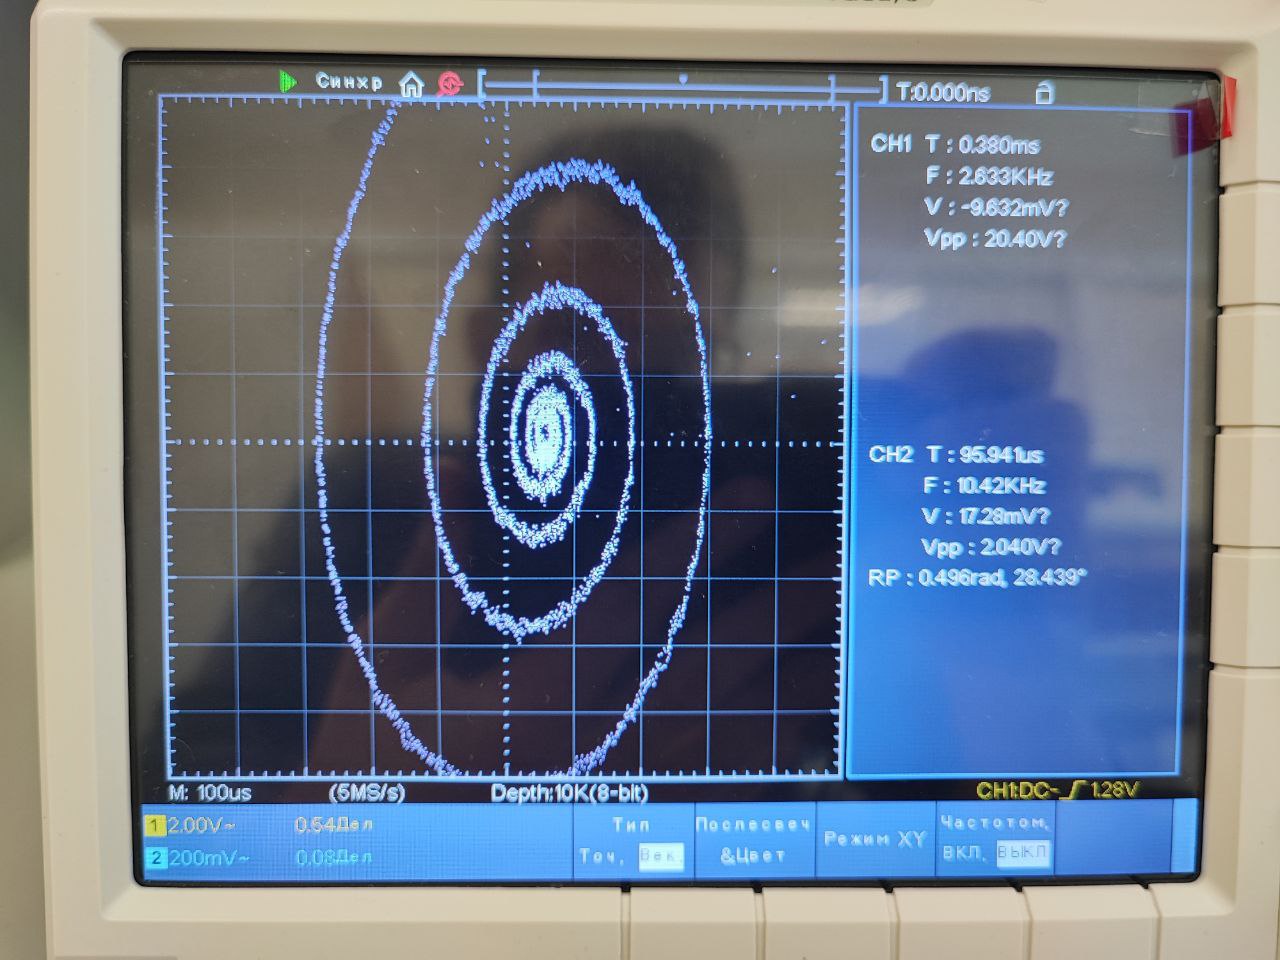 Синхр
T:0.000ns
CH1 T : 0.380ms
F : 2.633KHz
V : -9.632mV?
Vpp : 20.40V?
CH2 T : 95.941us
F : 10.42KHz
V : 17.28mV?
Vpp : 2.040V?
RP : 0.496rad, 28.439°
M: 100us (5MS/s) Depth:10K(8-bit) CH1:DC- 1.28V
1 2.00V~ 0.54Дел
2 200mV~ 0.08Дел
Тип
Точ. Век.
Послесвеч
&Цвет
Режим XY
Частотом.
ВКЛ. ВЫКЛ